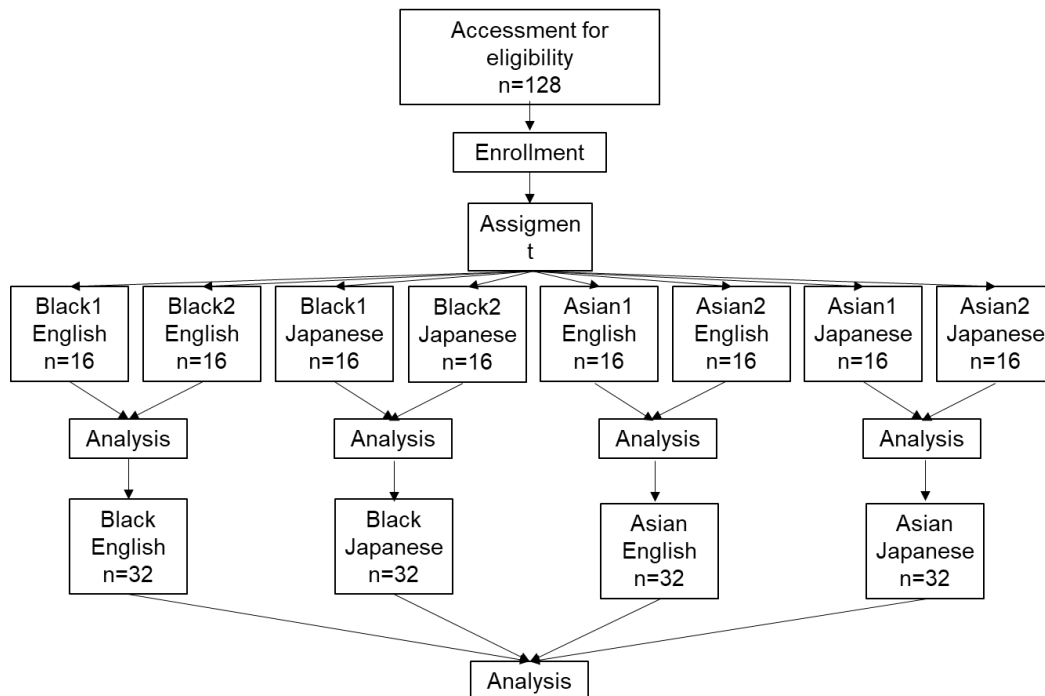 Accessment for
eligibility
n=128
Enrollment
Assigmen
t
Black1
English
n=16
Black2
English
n=16
Black1
Japanese
n=16
Black2
Japanese
n=16
Asian1
English
n=16
Asian2
English
n=16
Asian1
Japanese
n=16
Asian2
Japanese
n=16
Analysis
Analysis
Analysis
Analysis
Black
English
n=32
Black
Japanese
n=32
Asian
English
n=32
Asian
Japanese
n=32
Analysis